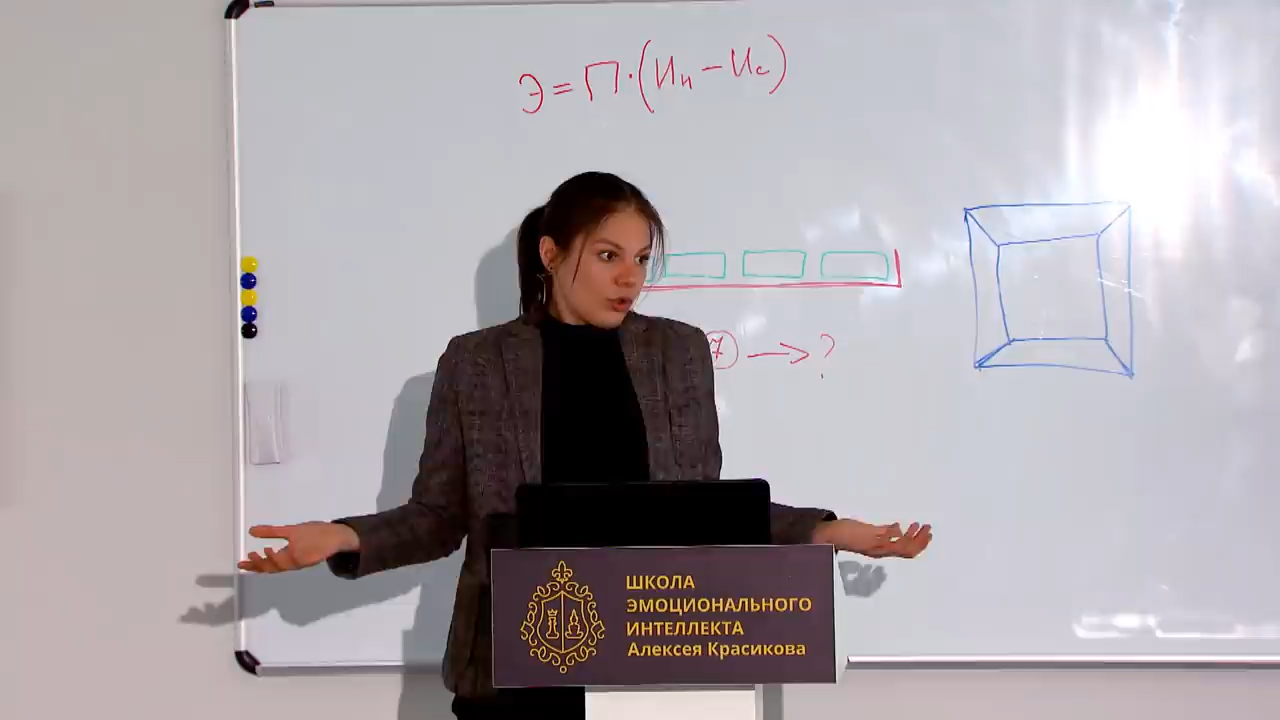 Э = П · (Ин − Ис)
7 → ?
ШКОЛА
ЭМОЦИОНАЛЬНОГО
ИНТЕЛЛЕКТА
Алексея Красикова